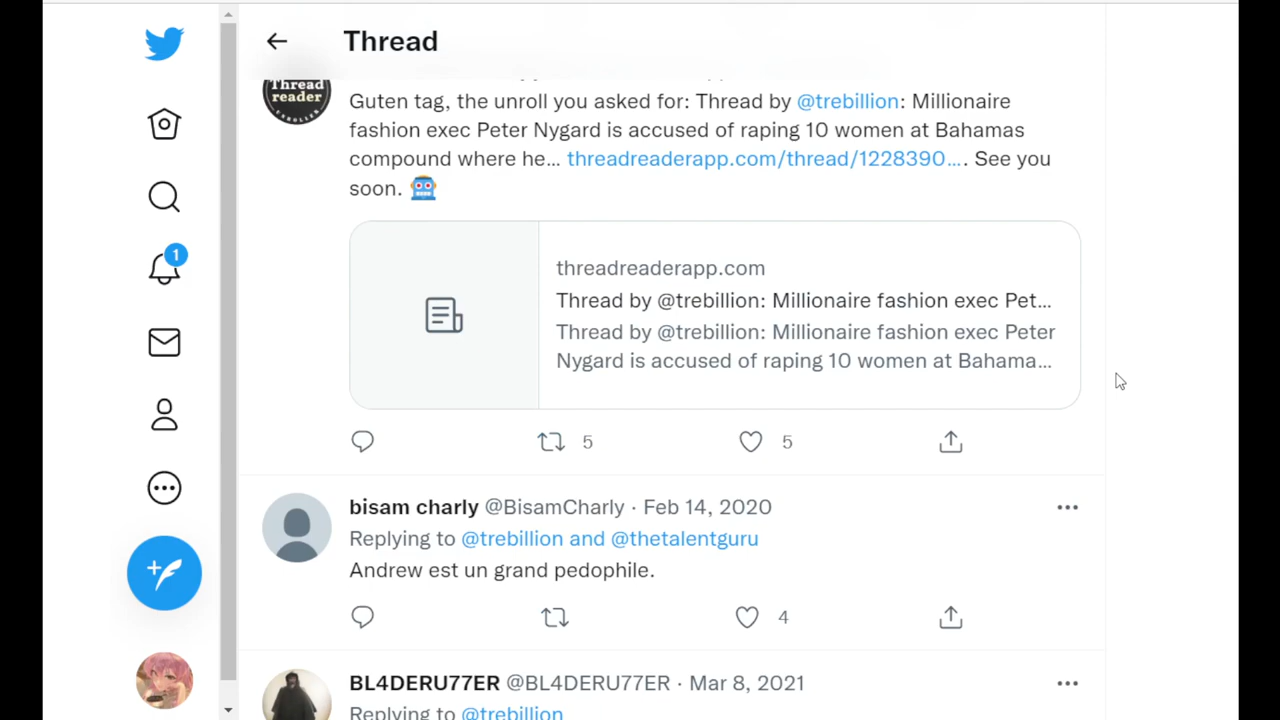 Thread
Thread
reader
Guten tag, the unroll you asked for: Thread by @trebillion: Millionaire
fashion exec Peter Nygard is accused of raping 10 women at Bahamas
compound where he... threadreaderapp.com/thread/1228390.... See you
soon.
threadreaderapp.com
Thread by @trebillion: Millionaire fashion exec Pet...
Thread by @trebillion: Millionaire fashion exec Peter
Nygard is accused of raping 10 women at Bahama...
5 5
1
bisam charly @BisamCharly · Feb 14, 2020
Replying to @trebillion and @thetalentguru
Andrew est un grand pedophile.
4
BL4DERU77ER @BL4DERU77ER · Mar 8, 2021
Replying to @trebillion